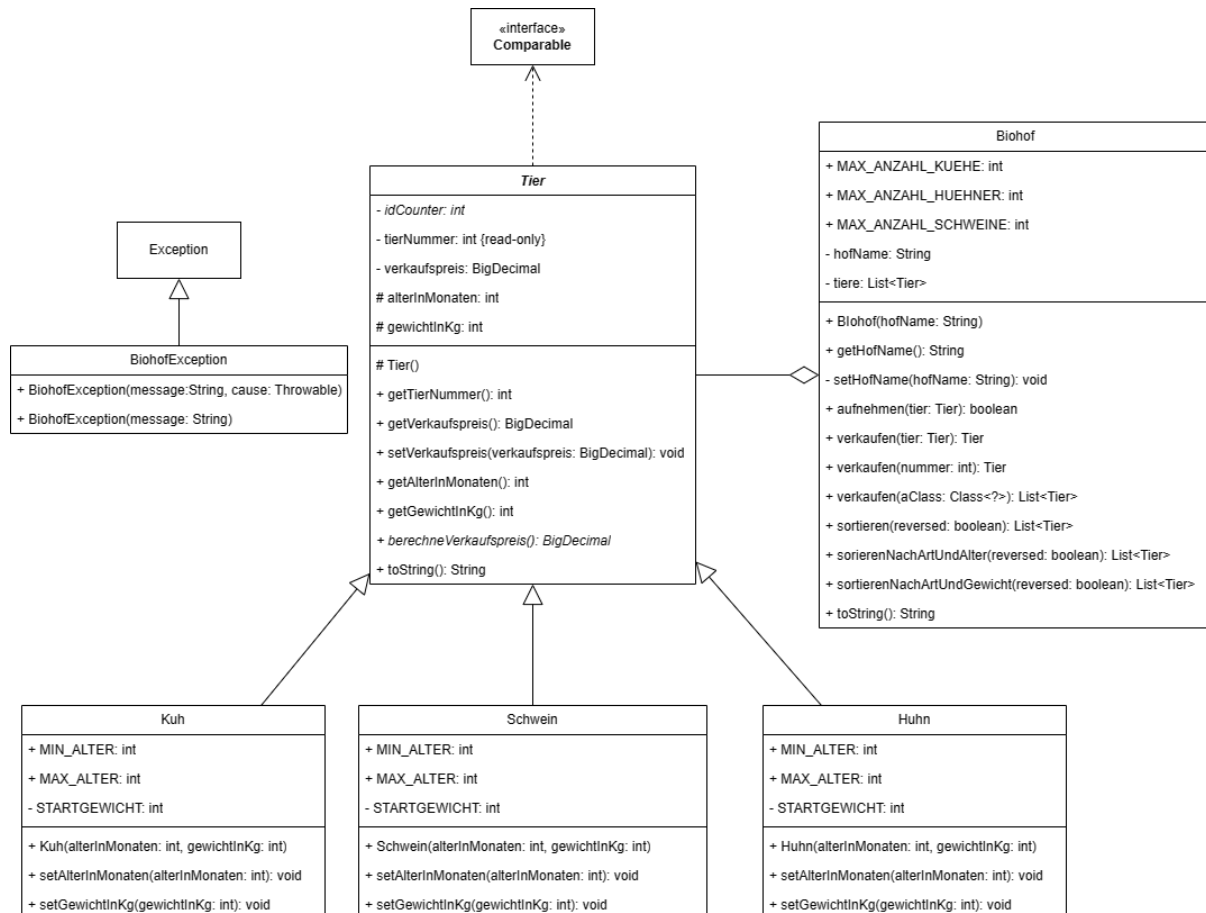 «interface»
Comparable
Tier
- idCounter: int
- tierNummer: int {read-only}
- verkaufspreis: BigDecimal
# alterInMonaten: int
# gewichtInKg: int
# Tier()
+ getTierNummer(): int
+ getVerkaufspreis(): BigDecimal
+ setVerkaufspreis(verkaufspreis: BigDecimal): void
+ getAlterInMonaten(): int
+ getGewichtInKg(): int
+ berechneVerkaufspreis(): BigDecimal
+ toString(): String
Biohof
+ MAX_ANZAHL_KUEHE: int
+ MAX_ANZAHL_HUEHNER: int
+ MAX_ANZAHL_SCHWEINE: int
- hofName: String
- tiere: List<Tier>
+ BIohof(hofName: String)
+ getHofName(): String
- setHofName(hofName: String): void
+ aufnehmen(tier: Tier): boolean
+ verkaufen(tier: Tier): Tier
+ verkaufen(nummer: int): Tier
+ verkaufen(aClass: Class<?>): List<Tier>
+ sortieren(reversed: boolean): List<Tier>
+ sorierenNachArtUndAlter(reversed: boolean): List<Tier>
+ sortierenNachArtUndGewicht(reversed: boolean): List<Tier>
+ toString(): String
Exception
BiohofException
+ BiohofException(message:String, cause: Throwable)
+ BiohofException(message: String)
Kuh
+ MIN_ALTER: int
+ MAX_ALTER: int
- STARTGEWICHT: int
+ Kuh(alterInMonaten: int, gewichtInKg: int)
+ setAlterInMonaten(alterInMonaten: int): void
+ setGewichtInKg(gewichtInKg: int): void
Schwein
+ MIN_ALTER: int
+ MAX_ALTER: int
- STARTGEWICHT: int
+ Schwein(alterInMonaten: int, gewichtInKg: int)
+ setAlterInMonaten(alterInMonaten: int): void
+ setGewichtInKg(gewichtInKg: int): void
Huhn
+ MIN_ALTER: int
+ MAX_ALTER: int
- STARTGEWICHT: int
+ Huhn(alterInMonaten: int, gewichtInKg: int)
+ setAlterInMonaten(alterInMonaten: int): void
+ setGewichtInKg(gewichtInKg: int): void